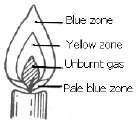 Blue zone
Yellow zone
Unburnt gas
Pale blue zone